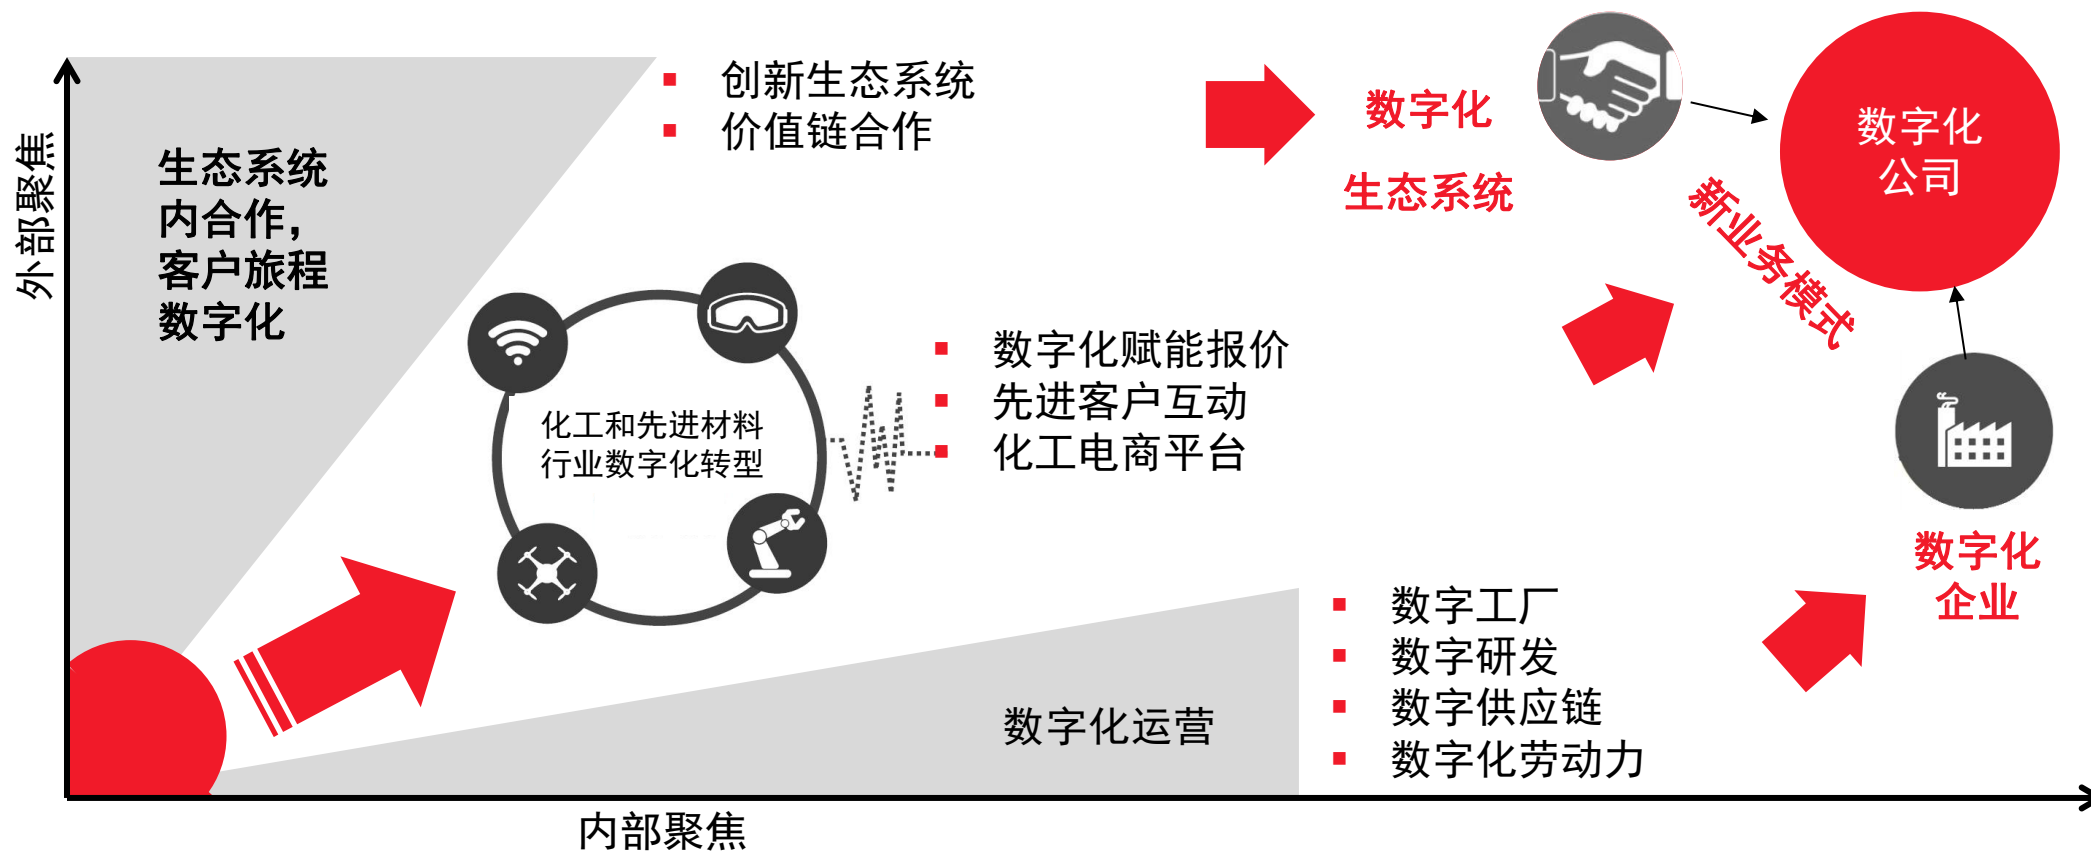 外部聚焦
生态系统
内合作，
客户旅程
数字化
创新生态系统
价值链合作
数字化
生态系统
数字化
公司
新业务模式
化工和先进材料
行业数字化转型
数字化赋能报价
先进客户互动
化工电商平台
数字化
企业
数字化运营
数字工厂
数字研发
数字供应链
数字化劳动力
内部聚焦